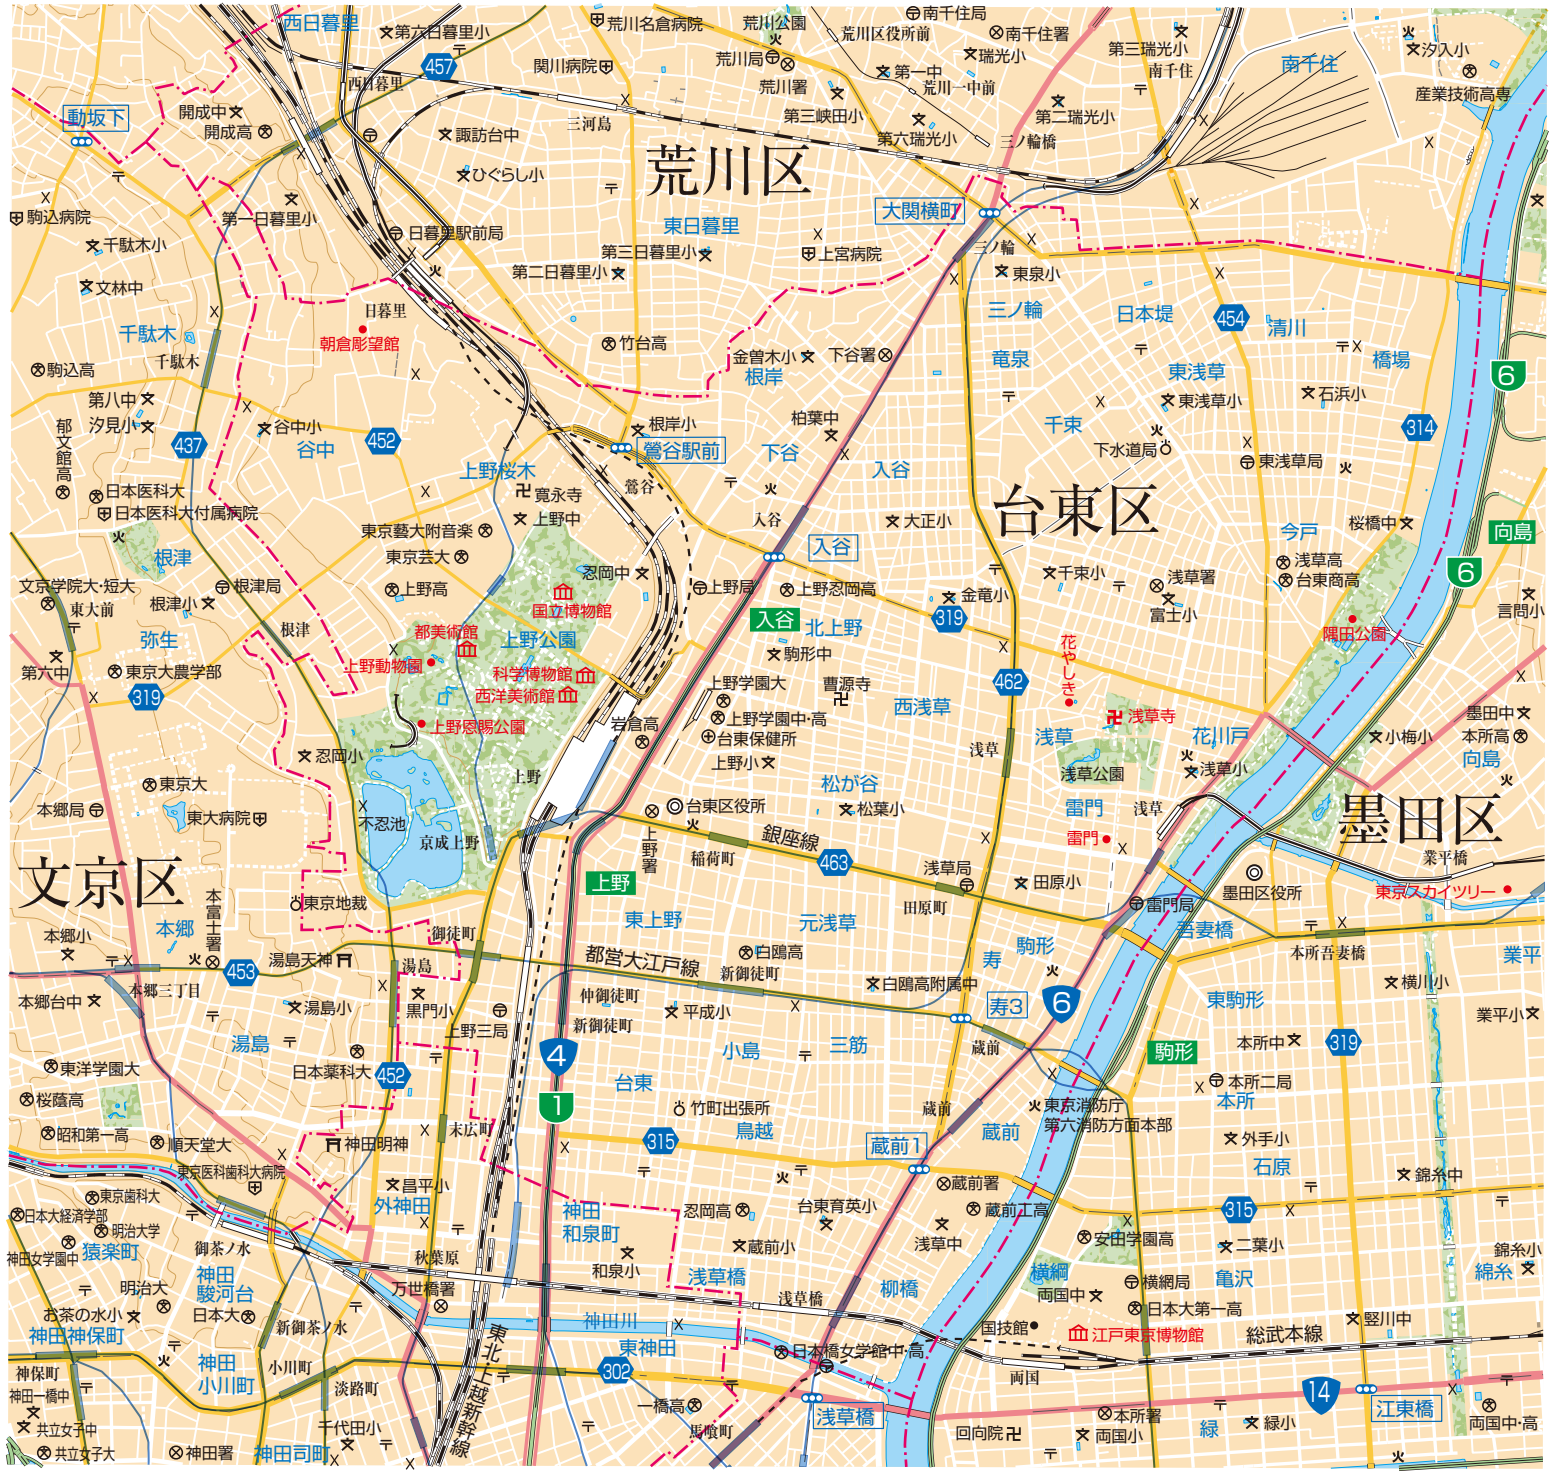 西日暮里
第六日暮里小
457
荒川名倉病院
荒川公園
荒川区役所前
南千住局
南千住署
第三瑞光小
南千住
南千住
汐入小
産業技術高専
関川病院
荒川局
荒川署
第一中
瑞光小
荒川一中前
西日暮里
動坂下
開成中
開成高
諏訪台中
三河島
第三峡田小
第六瑞光小
第二瑞光小
三ノ輪橋
荒川区
ひぐらし小
駒込病院
第一日暮里小
日暮里駅前局
東日暮里
大関横町
千駄木小
第三日暮里小
第二日暮里小
上宮病院
三ノ輪
東泉小
文林中
日暮里
三ノ輪
日本堤
454
清川
千駄木
千駄木
朝倉彫望館
竹台高
金曽木小
下谷署
根岸
竜泉
橋場
6
駒込高
東浅草
第八中
汐見小
郁文館高
437
谷中小
谷中
452
根岸小
柏葉中
東浅草小
石浜小
千束
314
鶯谷駅前
下谷
入谷
下水道局
東浅草局
上野桜木
日本医科大
日本医科大付属病院
寛永寺
上野中
鶯谷
入谷
大正小
台東区
今戸
桜橋中
向島
東京藝大附音楽
東京芸大
入谷
根津
忍岡中
浅草高
台東商高
6
文京学院大・短大
東大前
根津局
根津小
上野高
国立博物館
上野局
上野忍岡高
金竜小
千束小
浅草署
富士小
言問小
弥生
根津
都美術館
上野公園
入谷
北上野
319
隅田公園
第六中
東京大農学部
上野動物園
科学博物館
西洋美術館
駒形中
花やしき
319
上野学園大
曹源寺
462
西浅草
上野恩賜公園
岩倉高
上野学園中・高
台東保健所
浅草寺
墨田中
本所高
忍岡小
上野小
浅草
浅草
花川戸
小梅小
向島
東京大
上野
松が谷
浅草公園
浅草小
本郷局
東大病院
不忍池
台東区役所
松葉小
雷門
浅草
墨田区
京成上野
上野署
銀座線
稲荷町
463
浅草局
雷門
業平橋
文京区
上野
田原小
墨田区役所
東京スカイツリー
東京地裁
本富士署
東上野
元浅草
田原町
雷門局
本郷
本郷小
御徒町
吾妻橋
湯島天神
湯島
都営大江戸線
白鴎高
新御徒町
寿
駒形
本所吾妻橋
業平
453
本郷三丁目
本郷台中
仲御徒町
白鴎高附属中
横川小
湯島小
黒門小
上野三局
新御徒町
平成小
寿3
6
東駒形
業平小
湯島
小島
三筋
蔵前
駒形
本所中
319
東洋学園大
日本薬科大
452
4
台東
本所二局
本所
桜蔭高
1
竹町出張所
蔵前
東京消防庁
第六消防方面本部
昭和第一高
順天堂大
神田明神
末広町
315
鳥越
蔵前1
蔵前
外手小
石原
東京医科歯科大病院
昌平小
蔵前署
錦糸中
東京歯科大
日本大経済学部
明治大学
外神田
神田
和泉町
忍岡高
台東育英小
蔵前工高
315
猿楽町
神田女学園中
御茶ノ水
秋葉原
蔵前小
浅草中
安田学園高
二葉小
錦糸小
錦糸
明治大
神田
駿河台
万世橋署
和泉小
浅草橋
柳橋
横綱
横綱局
亀沢
お茶の水小
日本大
浅草橋
両国中
日本大第一高
神田神保町
新御茶ノ水
神田川
国技館
江戸東京博物館
総武本線
竪川中
東神田
日本橋女学館中・高
神保町
神田
小川町
小川町
淡路町
東北・上越新幹線
302
両国
神田一橋中
14
江東橋
共立女子中
千代田小
一橋高
馬喰町
浅草橋
本所署
緑
緑小
両国中・高
回向院
両国小
共立女子大
神田署
神田司町